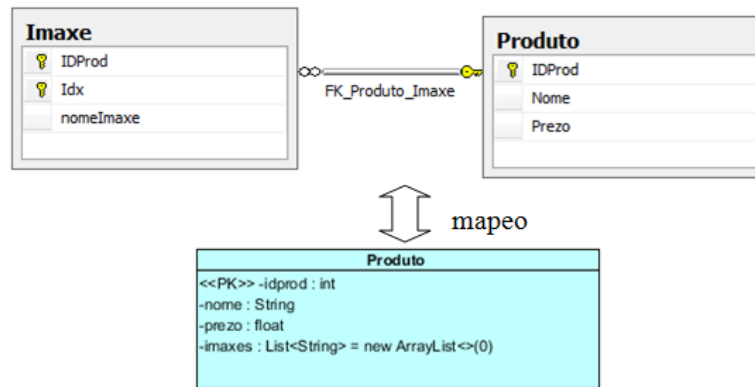 Imaxe
IDProd
Idx
nomeImaxe
FK_Produto_Imaxe
Produto
IDProd
Nome
Prezo
mapeo
Produto
<<PK>> -idprod : int
-nome : String
-prezo : float
-imaxes : List<String> = new ArrayList<>(0)